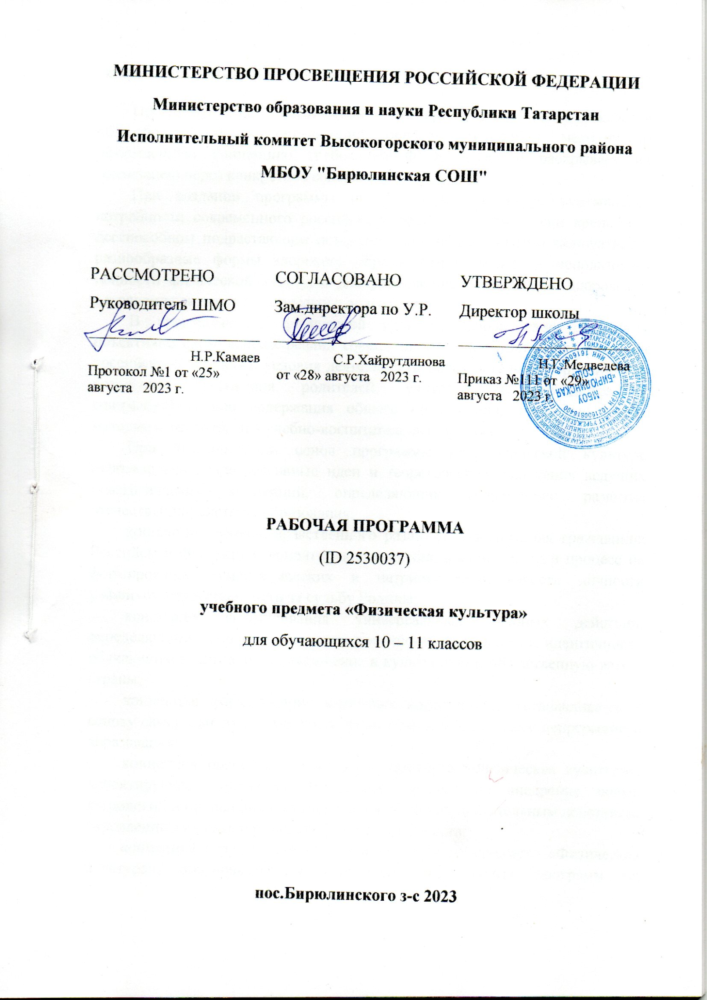 МИНИСТЕРСТВО ПРОСВЕЩЕНИЯ РОССИЙСКОЙ ФЕДЕРАЦИИ
Министерство образования и науки Республики Татарстан
Исполнительный комитет Высокогорского муниципального района
МБОУ "Бирюлинская СОШ"
РАССМОТРЕНО
Руководитель ШМО
Н.Р.Камаев
Протокол №1 от «25»
августа 2023 г.
СОГЛАСОВАНО
Зам.директора по У.Р.
С.Р.Хайрутдинова
от «28» августа 2023 г.
УТВЕРЖДЕНО
Директор школы
Н.Г.Медведева
Приказ №111 от «29»
августа 2023 г.
МБОУ
"БИРЮЛИНСКАЯ
СОШ"
РАБОЧАЯ ПРОГРАММА
(ID 2530037)
учебного предмета «Физическая культура»
для обучающихся 10 – 11 классов
пос.Бирюлинского з-с 2023